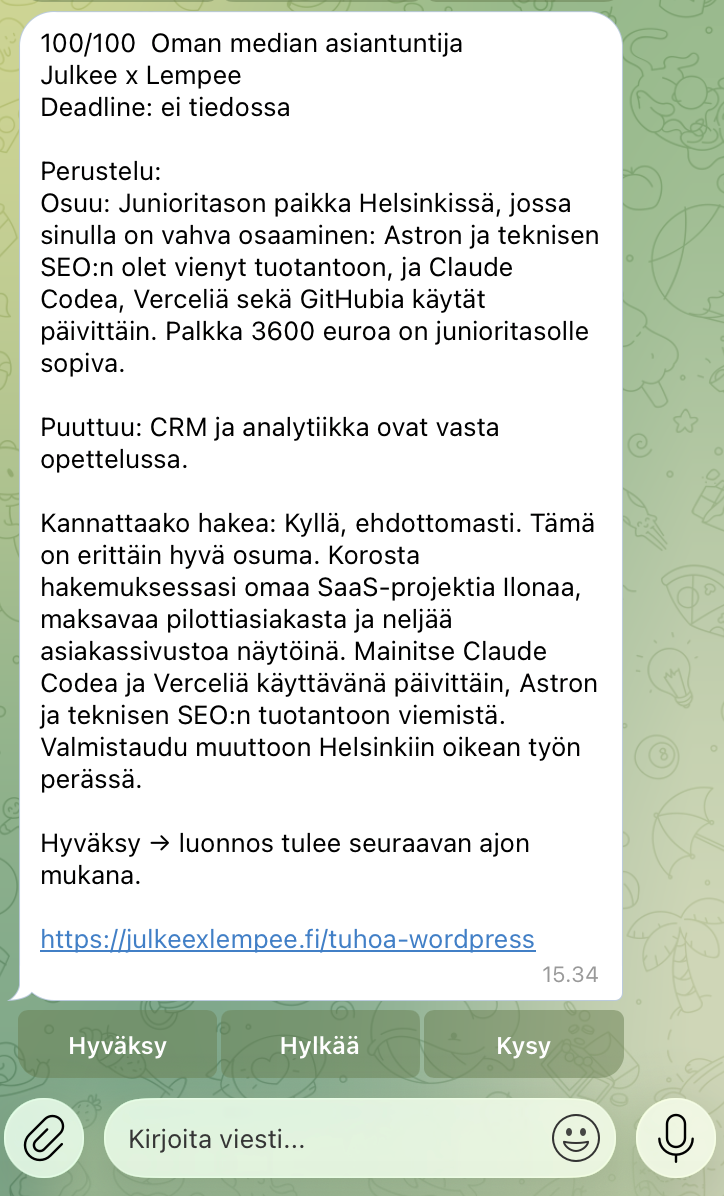 100/100  Oman median asiantuntija
Julkee x Lempee
Deadline: ei tiedossa
Perustelu:
Osuu: Junioritason paikka Helsinkissä, jossa
sinulla on vahva osaaminen: Astron ja teknisen
SEO:n olet vienyt tuotantoon, ja Claude
Codea, Verceliä sekä GitHubia käytät
päivittäin. Palkka 3600 euroa on junioritasolle
sopiva.
Puuttuu: CRM ja analytiikka ovat vasta
opettelussa.
Kannattaako hakea: Kyllä, ehdottomasti. Tämä
on erittäin hyvä osuma. Korosta
hakemuksessasi omaa SaaS-projektia Ilonaa,
maksavaa pilottiasiakasta ja neljää
asiakassivustoa näytöinä. Mainitse Claude
Codea ja Verceliä käyttävänä päivittäin, Astron
ja teknisen SEO:n tuotantoon viemistä.
Valmistaudu muuttoon Helsinkiin oikean työn
perässä.
Hyväksy → luonnos tulee seuraavan ajon
mukana.
https://julkeexlempee.fi/tuhoa-wordpress
15.34
Hyväksy
Hylkää
Kysy
Kirjoita viesti...